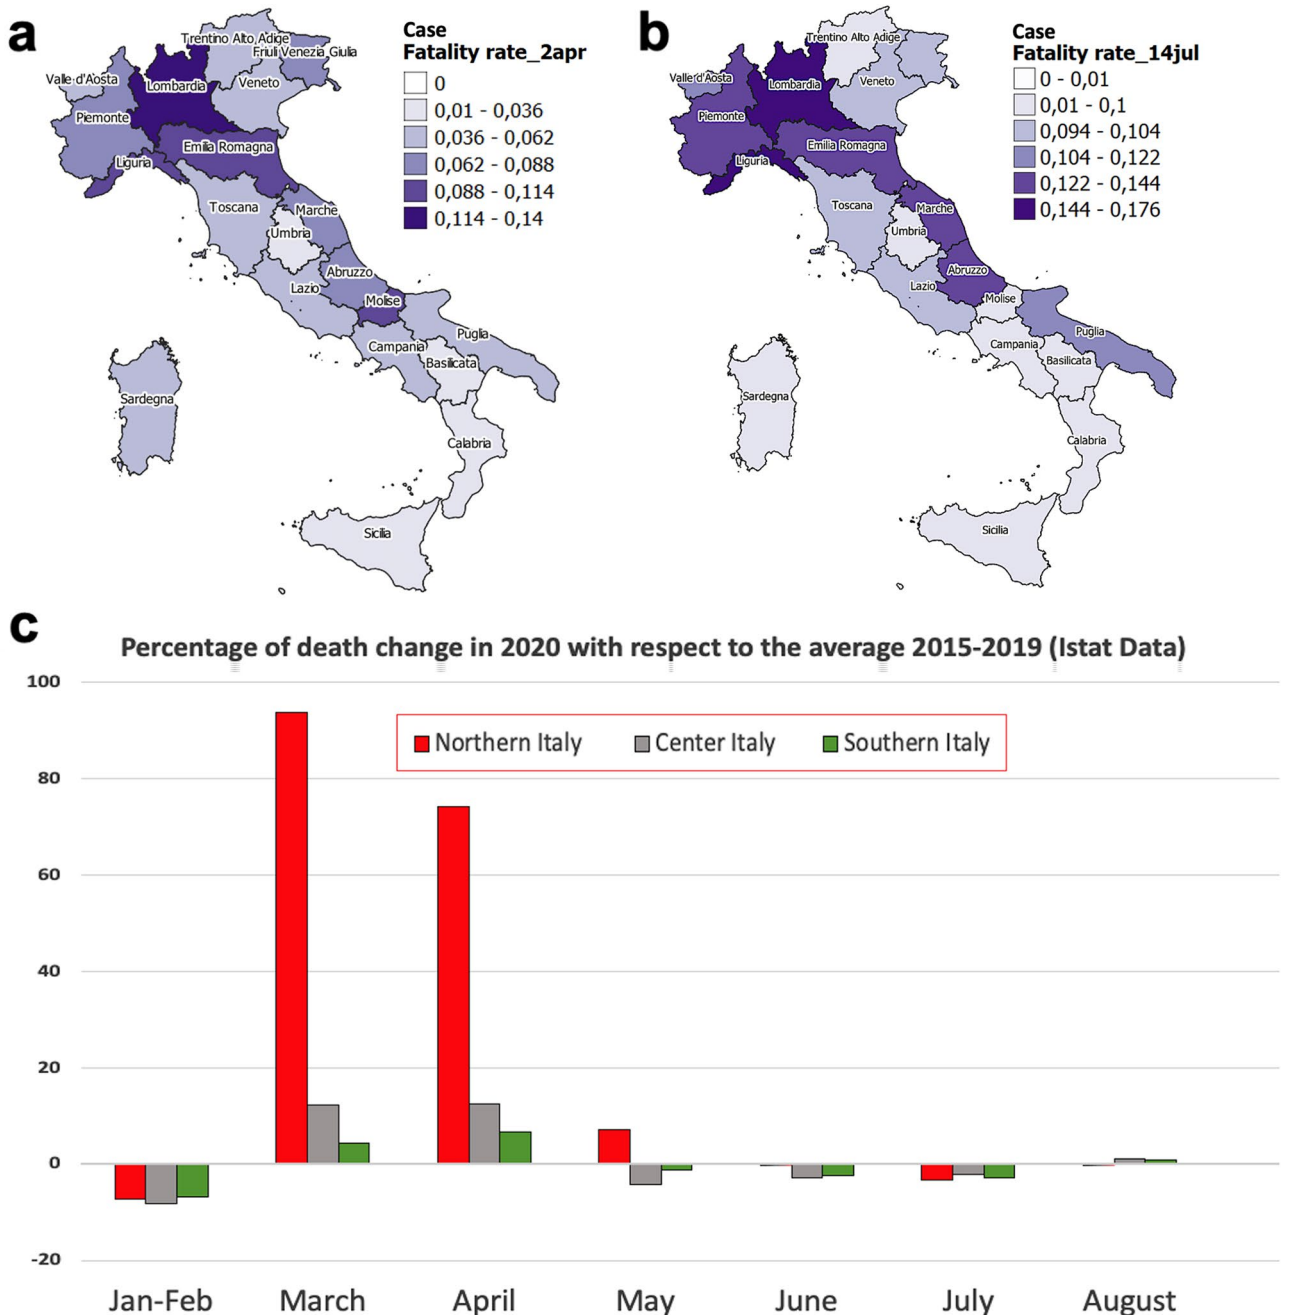 a
Case
Fatality rate_2apr
0
0,01 - 0,036
0,036 - 0,062
0,062 - 0,088
0,088 - 0,114
0,114 - 0,14
Trentino Alto Adige
Friuli Venezia Giulia
Valle d'Aosta
Lombardia
Veneto
Piemonte
Emilia Romagna
Liguria
Toscana
Marche
Umbria
Abruzzo
Lazio
Molise
Puglia
Campania
Basilicata
Sardegna
Calabria
Sicilia
b
Case
Fatality rate_14jul
0 - 0,01
0,01 - 0,1
0,094 - 0,104
0,104 - 0,122
0,122 - 0,144
0,144 - 0,176
Trentino Alto Adige
Valle d'Aosta
Lombardia
Veneto
Piemonte
Emilia Romagna
Liguria
Toscana
Marche
Umbria
Abruzzo
Lazio
Molise
Puglia
Campania
Basilicata
Sardegna
Calabria
Sicilia
c
Percentage of death change in 2020 with respect to the average 2015-2019 (Istat Data)
Northern Italy
Center Italy
Southern Italy
100
80
60
40
20
0
-20
Jan-Feb
March
April
May
June
July
August